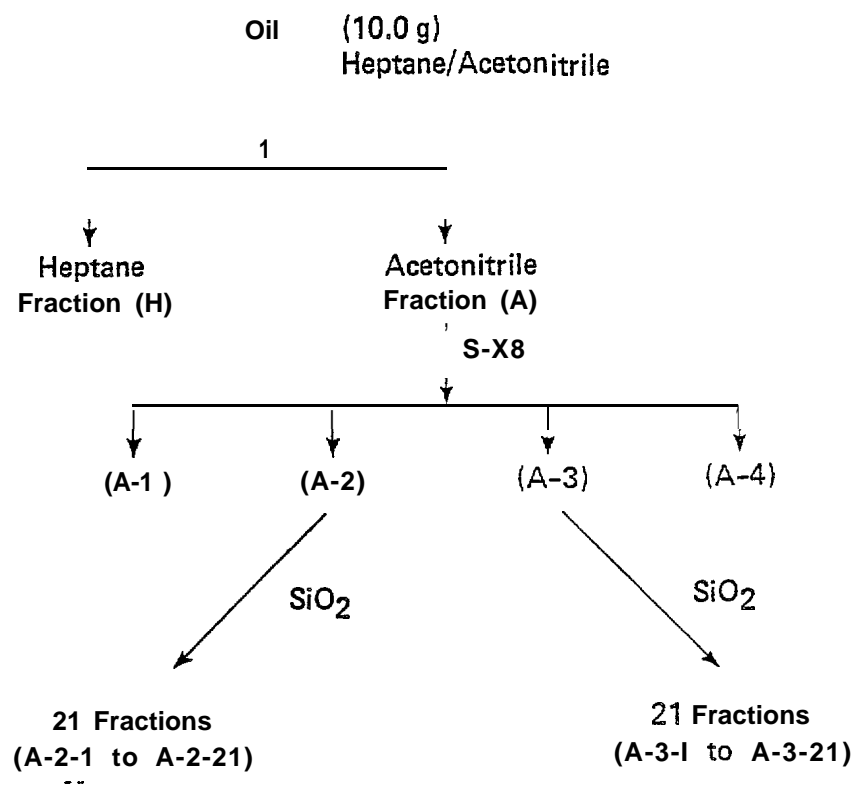 Oil (10.0 g)
Heptane/Acetonitrile
1
Heptane
Fraction (H)
Acetonitrile
Fraction (A)
S-X8
(A-1 )
(A-2)
(A-3)
(A-4)
SiO2
SiO2
21 Fractions
(A-2-1 to A-2-21)
21 Fractions
(A-3-I to A-3-21)